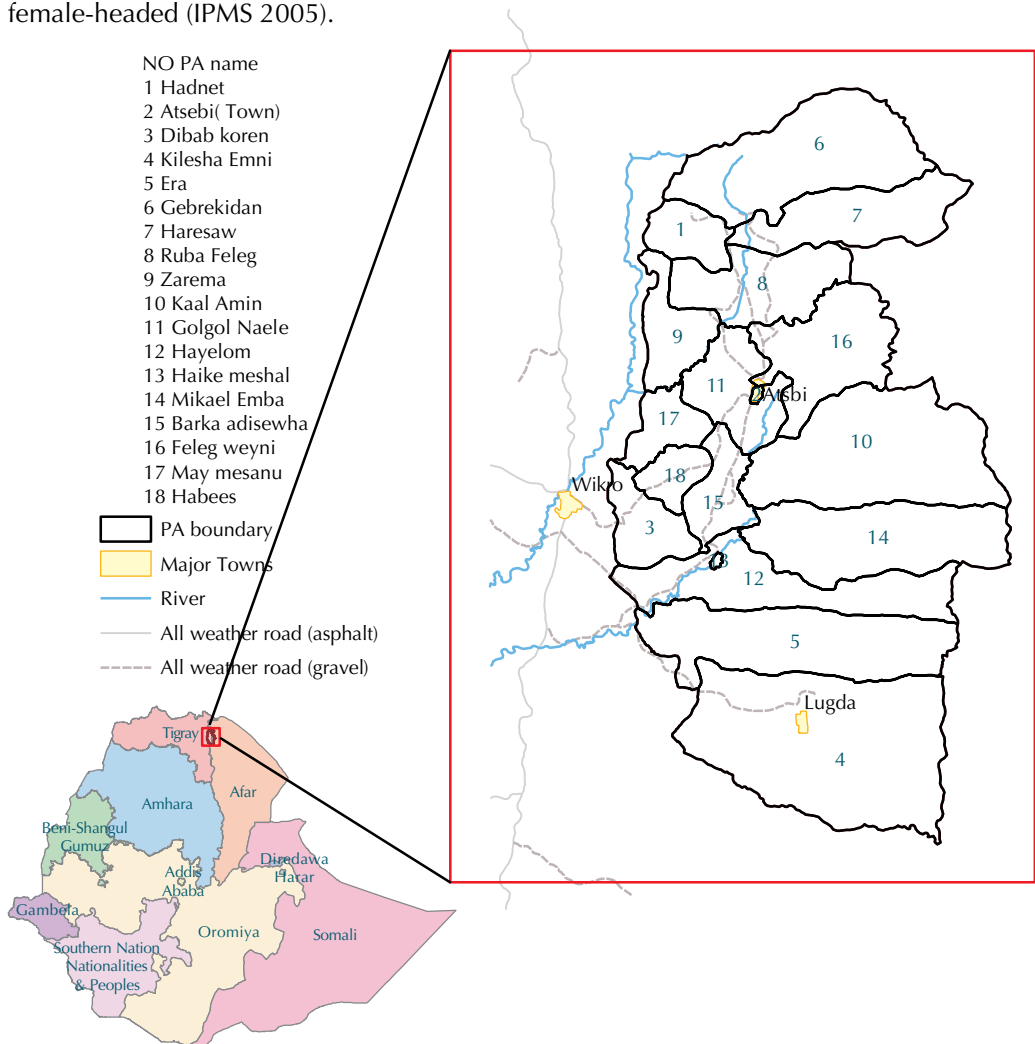 female-headed (IPMS 2005).
NO PA name
1 Hadnet
2 Atsebi( Town)
3 Dibab koren
4 Kilesha Emni
5 Era
6 Gebrekidan
7 Haresaw
8 Ruba Feleg
9 Zarema
10 Kaal Amin
11 Golgol Naele
12 Hayelom
13 Haike meshal
14 Mikael Emba
15 Barka adisewha
16 Feleg weyni
17 May mesanu
18 Habees
PA boundary
Major Towns
River
All weather road (asphalt)
All weather road (gravel)
6
7
1
8
9
16
11
2
Atsbi
17
10
18
Wikro
15
3
14
13
12
5
Lugda
4
Tigray
Afar
Amhara
Beni-Shangul
Gumuz
Diredawa
Harar
Addis
Ababa
Gambela
Oromiya
Somali
Southern Nation
Nationalities
& Peoples